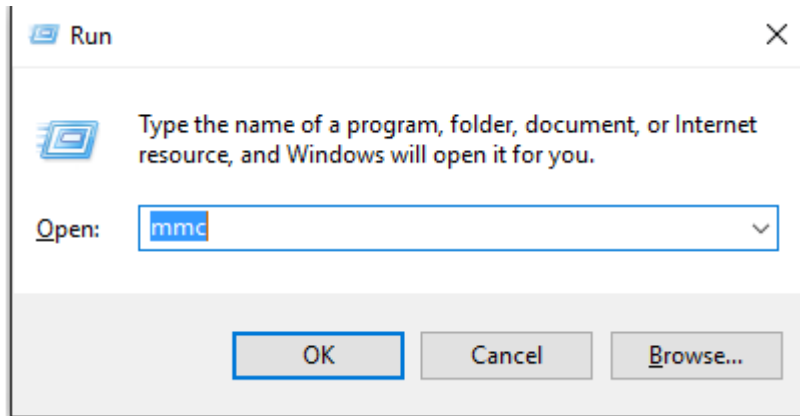 Run
Type the name of a program, folder, document, or Internet
resource, and Windows will open it for you.
Open: mmc
OK Cancel Browse...